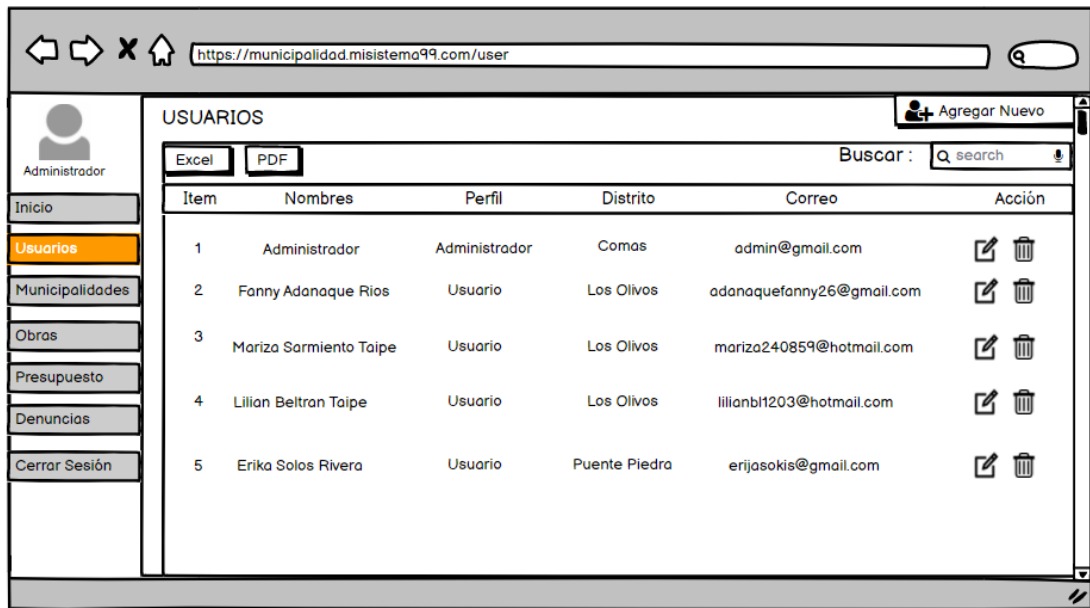 https://municipalidad.misistema99.com/user
Administrador
Inicio
Usuarios
Municipalidades
Obras
Presupuesto
Denuncias
Cerrar Sesión
USUARIOS
Agregar Nuevo
Excel PDF Buscar : search
Item Nombres Perfil Distrito Correo Acción
1 Administrador Administrador Comas admin@gmail.com
2 Fanny Adanaque Rios Usuario Los Olivos adanaquefanny26@gmail.com
3 Mariza Sarmiento Taipe Usuario Los Olivos mariza240859@hotmail.com
4 Lilian Beltran Taipe Usuario Los Olivos lilianbl1203@hotmail.com
5 Erika Solos Rivera Usuario Puente Piedra erijasokis@gmail.com